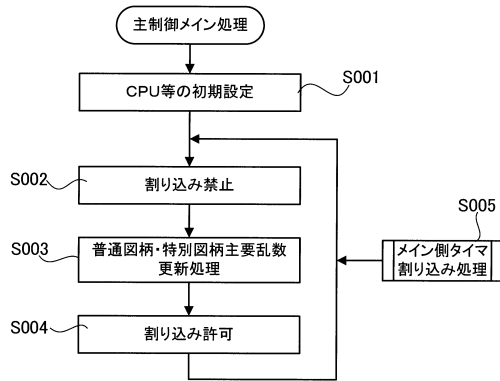 主制御メイン処理
S001
CPU等の初期設定
S002
割り込み禁止
S005
S003
普通図柄・特別図柄主要乱数
更新処理
メイン側タイマ
割り込み処理
S004
割り込み許可